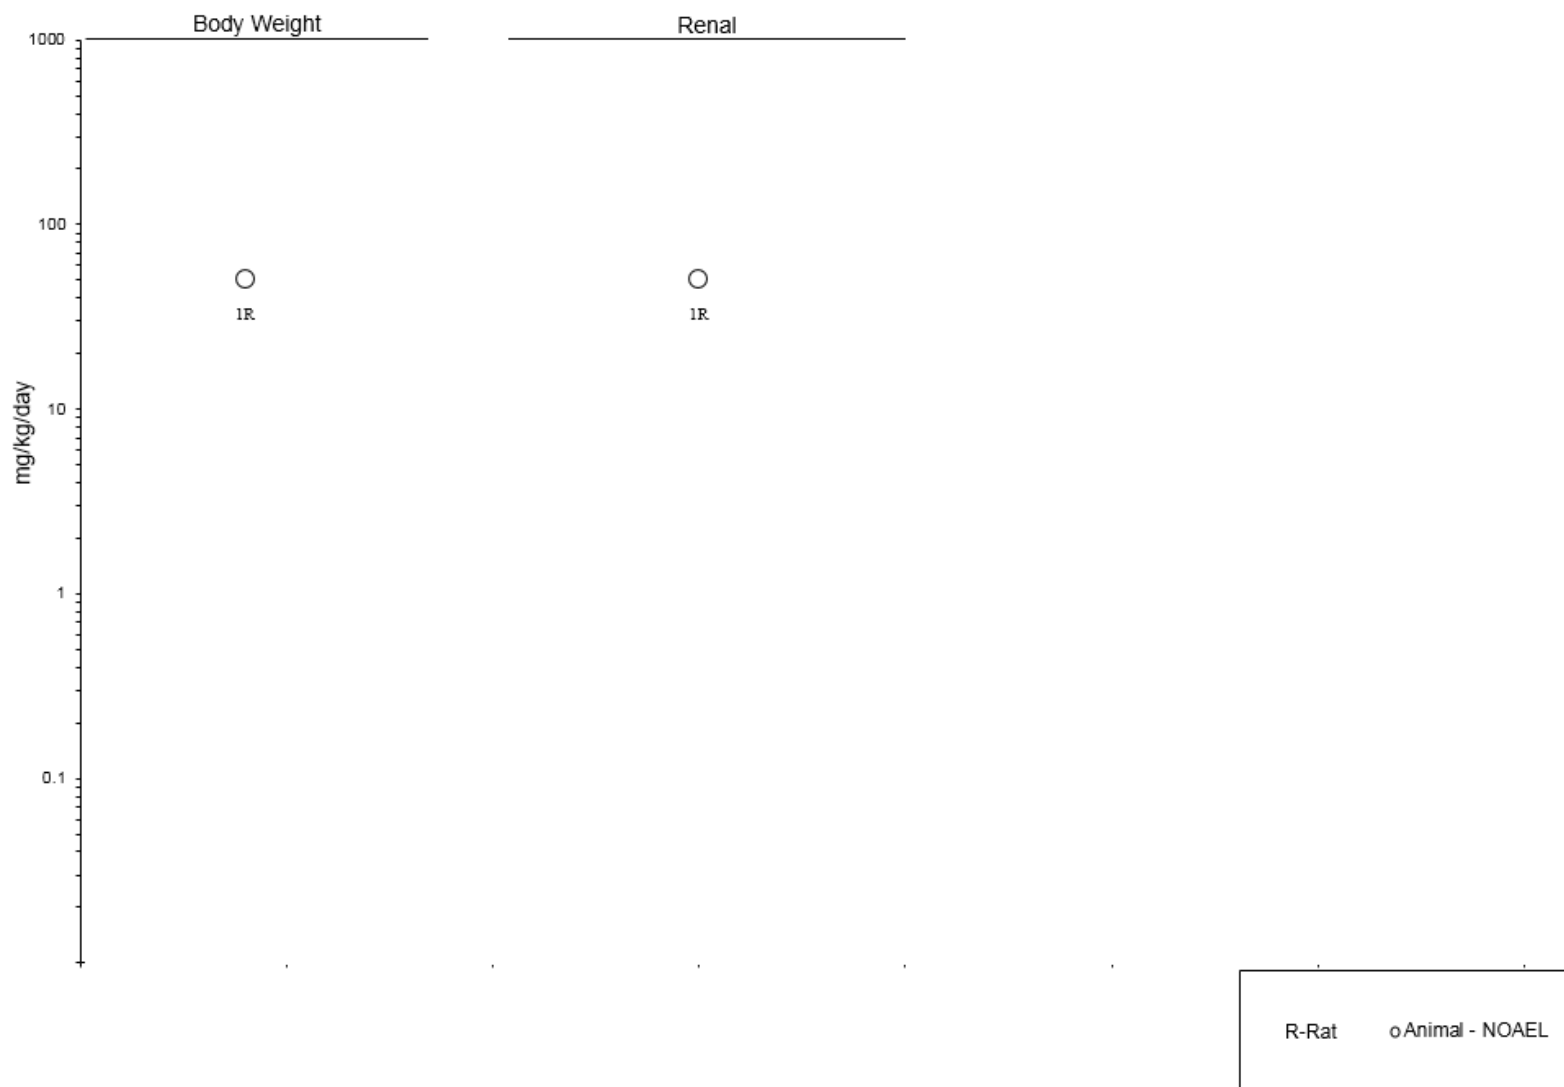 Body Weight
Renal
1000
100
1R
1R
mg/kg/day
10
1
0.1
R-Rat
o Animal - NOAEL